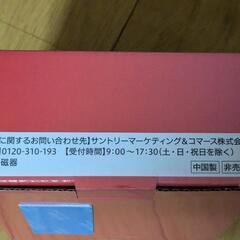 に関するお問い合わせ先】サントリーマーケティング&コマース株式会
0120-310-193 【受付時間】9:00～17:30(土・日・祝日を除く)
磁器
中国製 非売